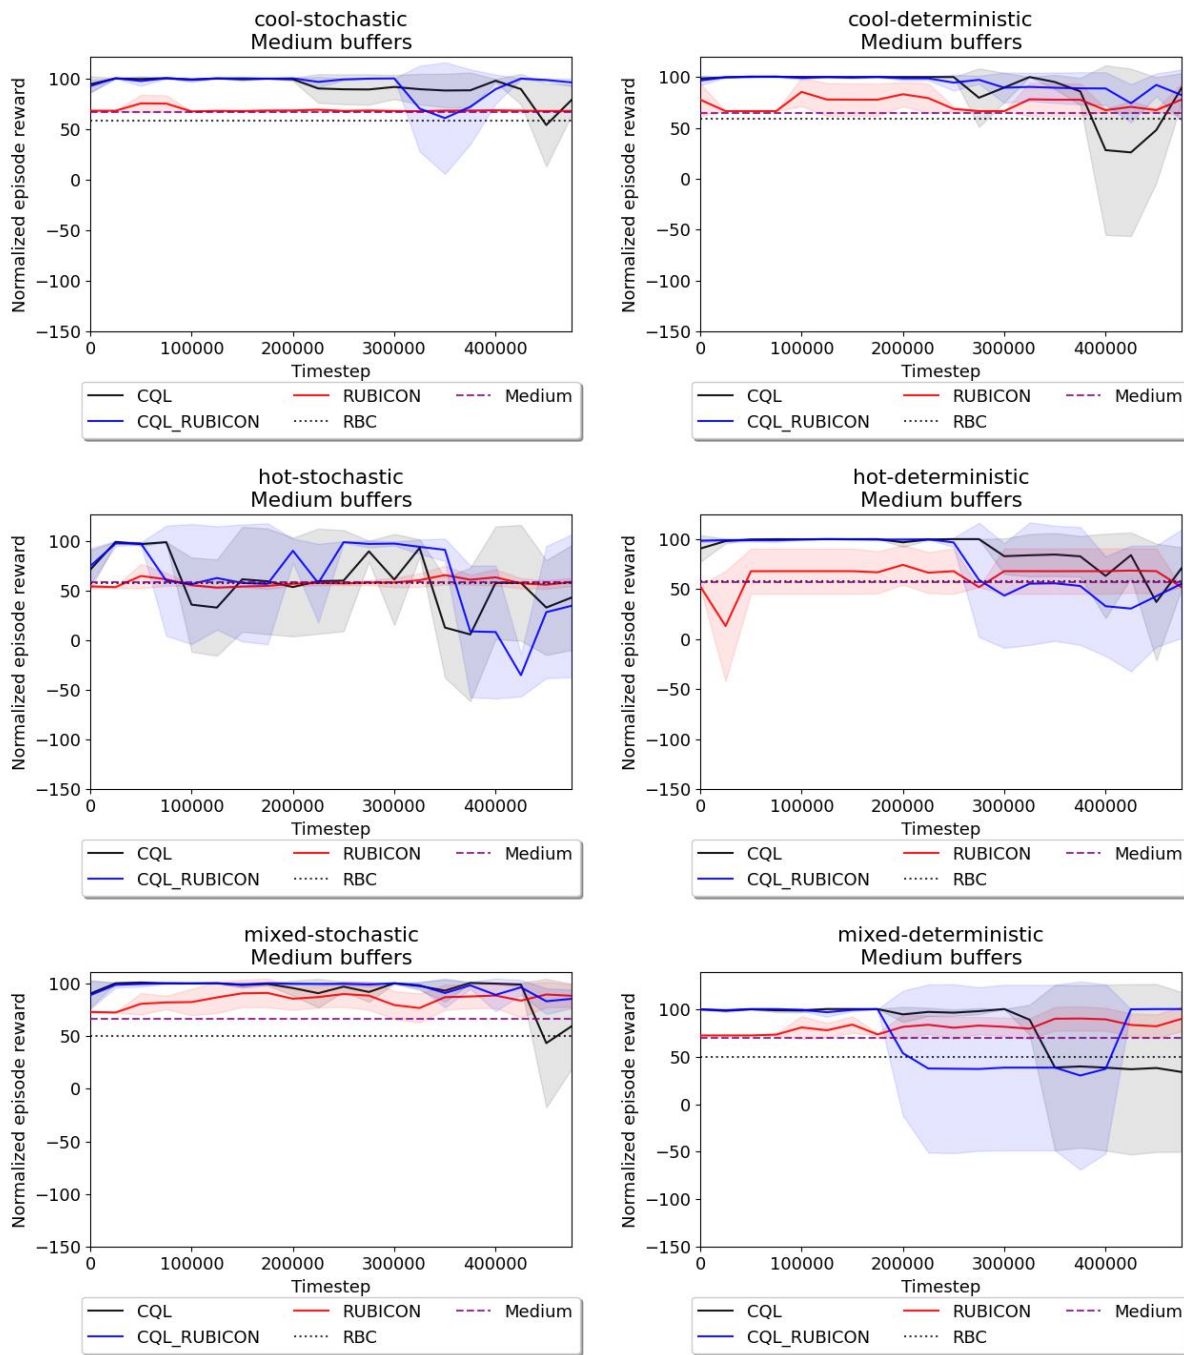 cool-stochastic
Medium buffers
Normalized episode reward
100
50
0
−50
−100
−150
0 100000 200000 300000 400000
Timestep
CQL RUBICON Medium
CQL_RUBICON RBC
cool-deterministic
Medium buffers
Normalized episode reward
100
50
0
−50
−100
−150
0 100000 200000 300000 400000
Timestep
CQL RUBICON Medium
CQL_RUBICON RBC
hot-stochastic
Medium buffers
Normalized episode reward
100
50
0
−50
−100
−150
0 100000 200000 300000 400000
Timestep
CQL RUBICON Medium
CQL_RUBICON RBC
hot-deterministic
Medium buffers
Normalized episode reward
100
50
0
−50
−100
−150
0 100000 200000 300000 400000
Timestep
CQL RUBICON Medium
CQL_RUBICON RBC
mixed-stochastic
Medium buffers
Normalized episode reward
100
50
0
−50
−100
−150
0 100000 200000 300000 400000
Timestep
CQL RUBICON Medium
CQL_RUBICON RBC
mixed-deterministic
Medium buffers
Normalized episode reward
100
50
0
−50
−100
−150
0 100000 200000 300000 400000
Timestep
CQL RUBICON Medium
CQL_RUBICON RBC